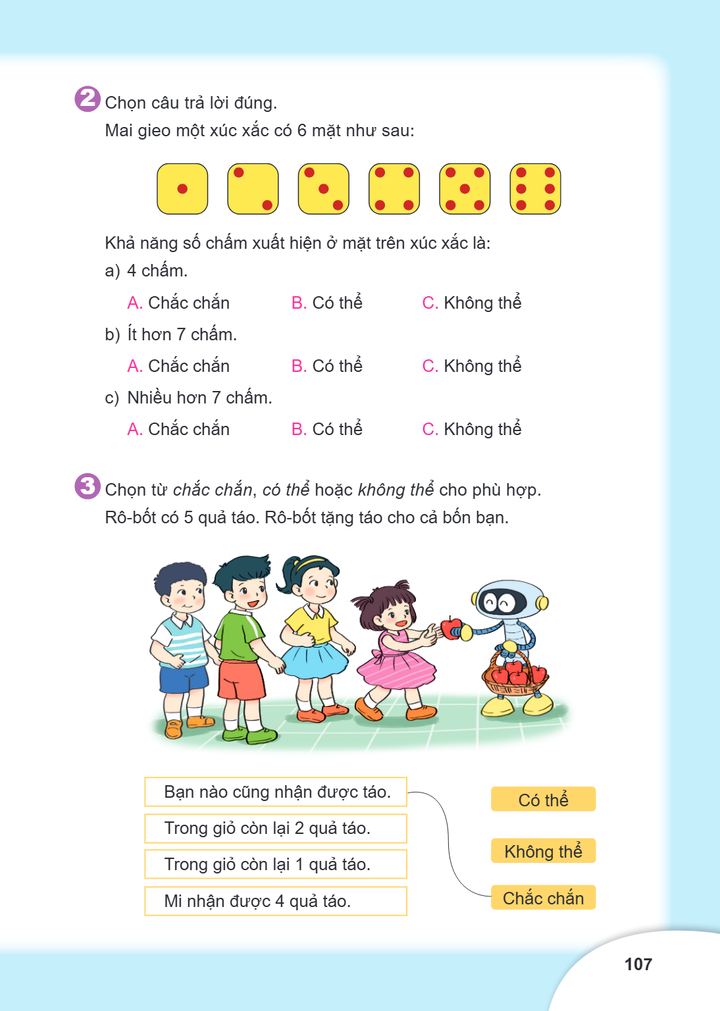 2 Chọn câu trả lời đúng.
Mai gieo một xúc xắc có 6 mặt như sau:
Khả năng số chấm xuất hiện ở mặt trên xúc xắc là:
a) 4 chấm.
A. Chắc chắn B. Có thể C. Không thể
b) Ít hơn 7 chấm.
A. Chắc chắn B. Có thể C. Không thể
c) Nhiều hơn 7 chấm.
A. Chắc chắn B. Có thể C. Không thể
3 Chọn từ chắc chắn, có thể hoặc không thể cho phù hợp.
Rô-bốt có 5 quả táo. Rô-bốt tặng táo cho cả bốn bạn.
Bạn nào cũng nhận được táo.
Trong giỏ còn lại 2 quả táo.
Trong giỏ còn lại 1 quả táo.
Mi nhận được 4 quả táo.
Có thể
Không thể
Chắc chắn
107